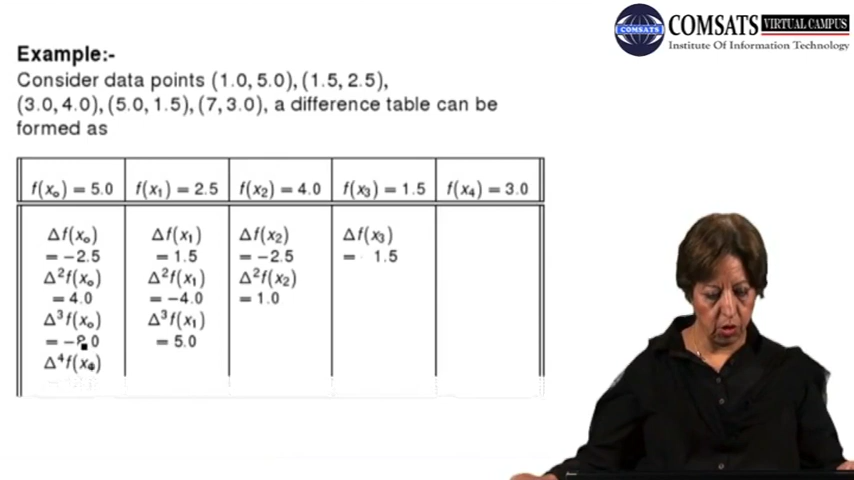 COMSATS VIRTUAL CAMPUS
COMSATS
Institute Of Information Technology
Example:-
Consider data points (1.0, 5.0), (1.5, 2.5),
(3.0, 4.0), (5.0, 1.5), (7, 3.0), a difference table can be
formed as
f(x₀) = 5.0 f(x₁) = 2.5 f(x₂) = 4.0 f(x₃) = 1.5 f(x₄) = 3.0
Δf(x₀) Δf(x₁) Δf(x₂) Δf(x₃)
= −2.5 = 1.5 = −2.5 = 1.5
Δ²f(x₀) Δ²f(x₁) Δ²f(x₂)
= 4.0 = −4.0 = 1.0
Δ³f(x₀) Δ³f(x₁)
= −8.0 = 5.0
Δ⁴f(x₀)